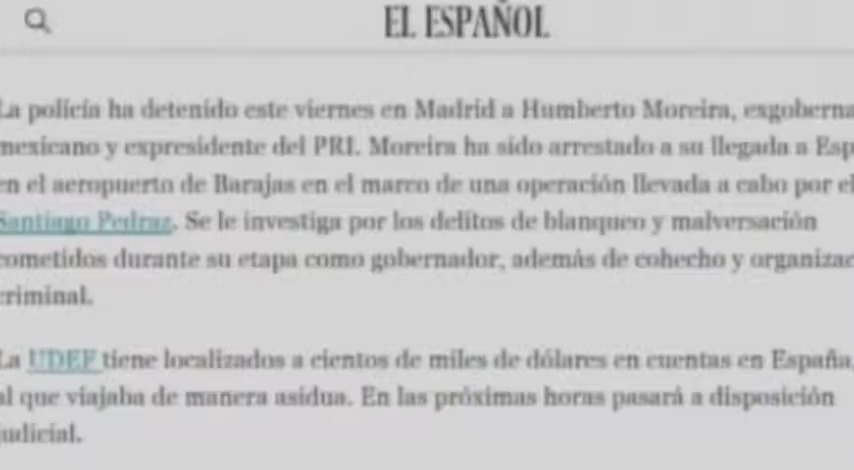 EL ESPAÑOL
La policía ha detenido este viernes en Madrid a Humberto Moreira, exgoberna
mexicano y expresidente del PRI. Moreira ha sido arrestado a su llegada a Esp
en el aeropuerto de Barajas en el marco de una operación llevada a cabo por el
Santiago Pedraz. Se le investiga por los delitos de blanqueo y malversación
cometidos durante su etapa como gobernador, además de cohecho y organizac
criminal.
La UDEF tiene localizados a cientos de miles de dólares en cuentas en España,
al que viajaba de manera asidua. En las próximas horas pasará a disposición
judicial.